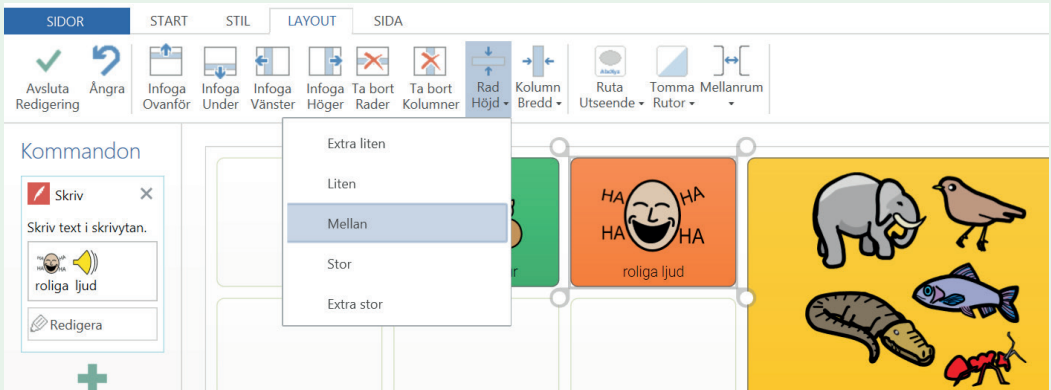 SIDOR START STIL LAYOUT SIDA
Avsluta Redigering
Ångra
Infoga Ovanför
Infoga Under
Infoga Vänster
Infoga Höger
Ta bort Rader
Ta bort Kolumner
Rad Höjd
Kolumn Bredd
Ruta Utseende
Tomma Rutor
Mellanrum
Kommandon
Skriv
Skriv text i skrivytan.
roliga ljud
Redigera
Extra liten
Liten
Mellan
Stor
Extra stor
HA HA
HA HA
roliga ljud